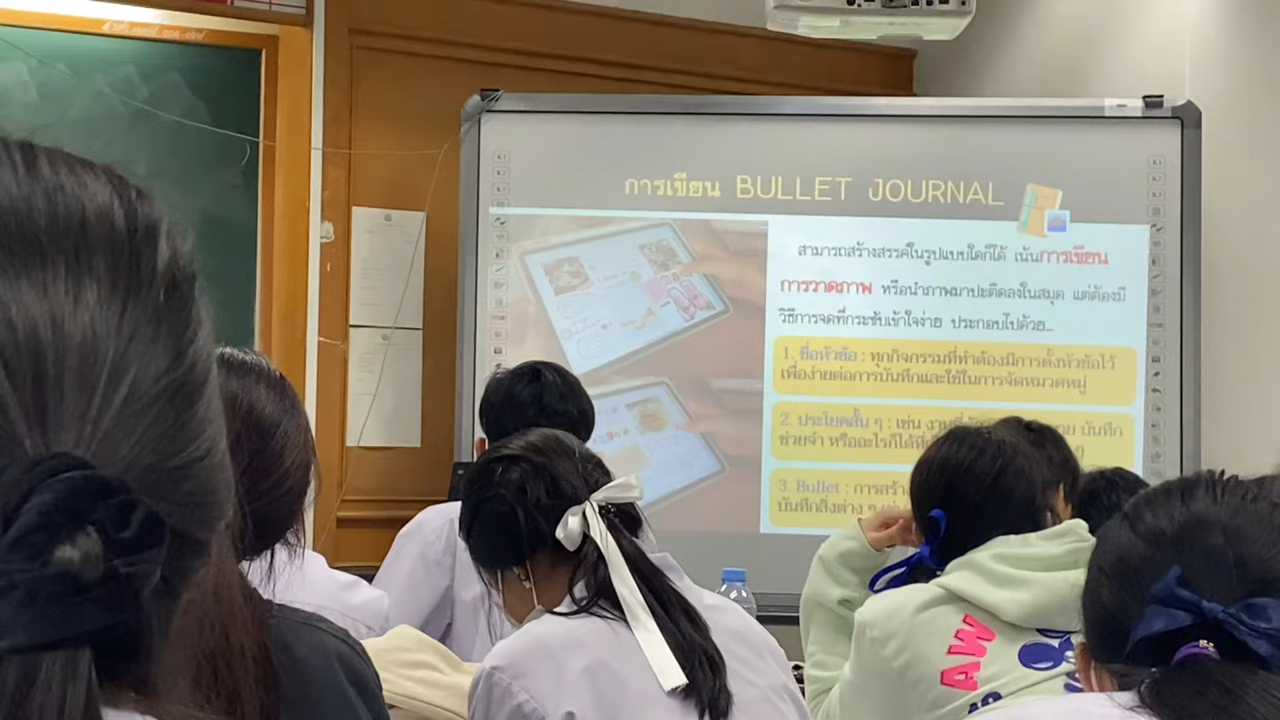 การเขียน BULLET JOURNAL
สามารถสร้างสรรค์ในรูปแบบใดก็ได้ เน้นการเขียน
การวาดภาพ หรือนำภาพมาปะติดลงในสมุด แต่ต้องมี
วิธีการจดที่กระชับเข้าใจง่าย ประกอบไปด้วย...
1. ชื่อหัวข้อ : ทุกกิจกรรมที่ทำต้องมีการตั้งหัวข้อไว้
เพื่อง่ายต่อการบันทึกและใช้ในการจัดหมวดหมู่
2. ประโยคสั้น ๆ : เช่น งานที่ บันทึก
ช่วยจำ หรืออะไรก็ได้ที่ ๆ
3. Bullet : การสร้าง
บันทึกสิ่งต่าง ๆ
AW